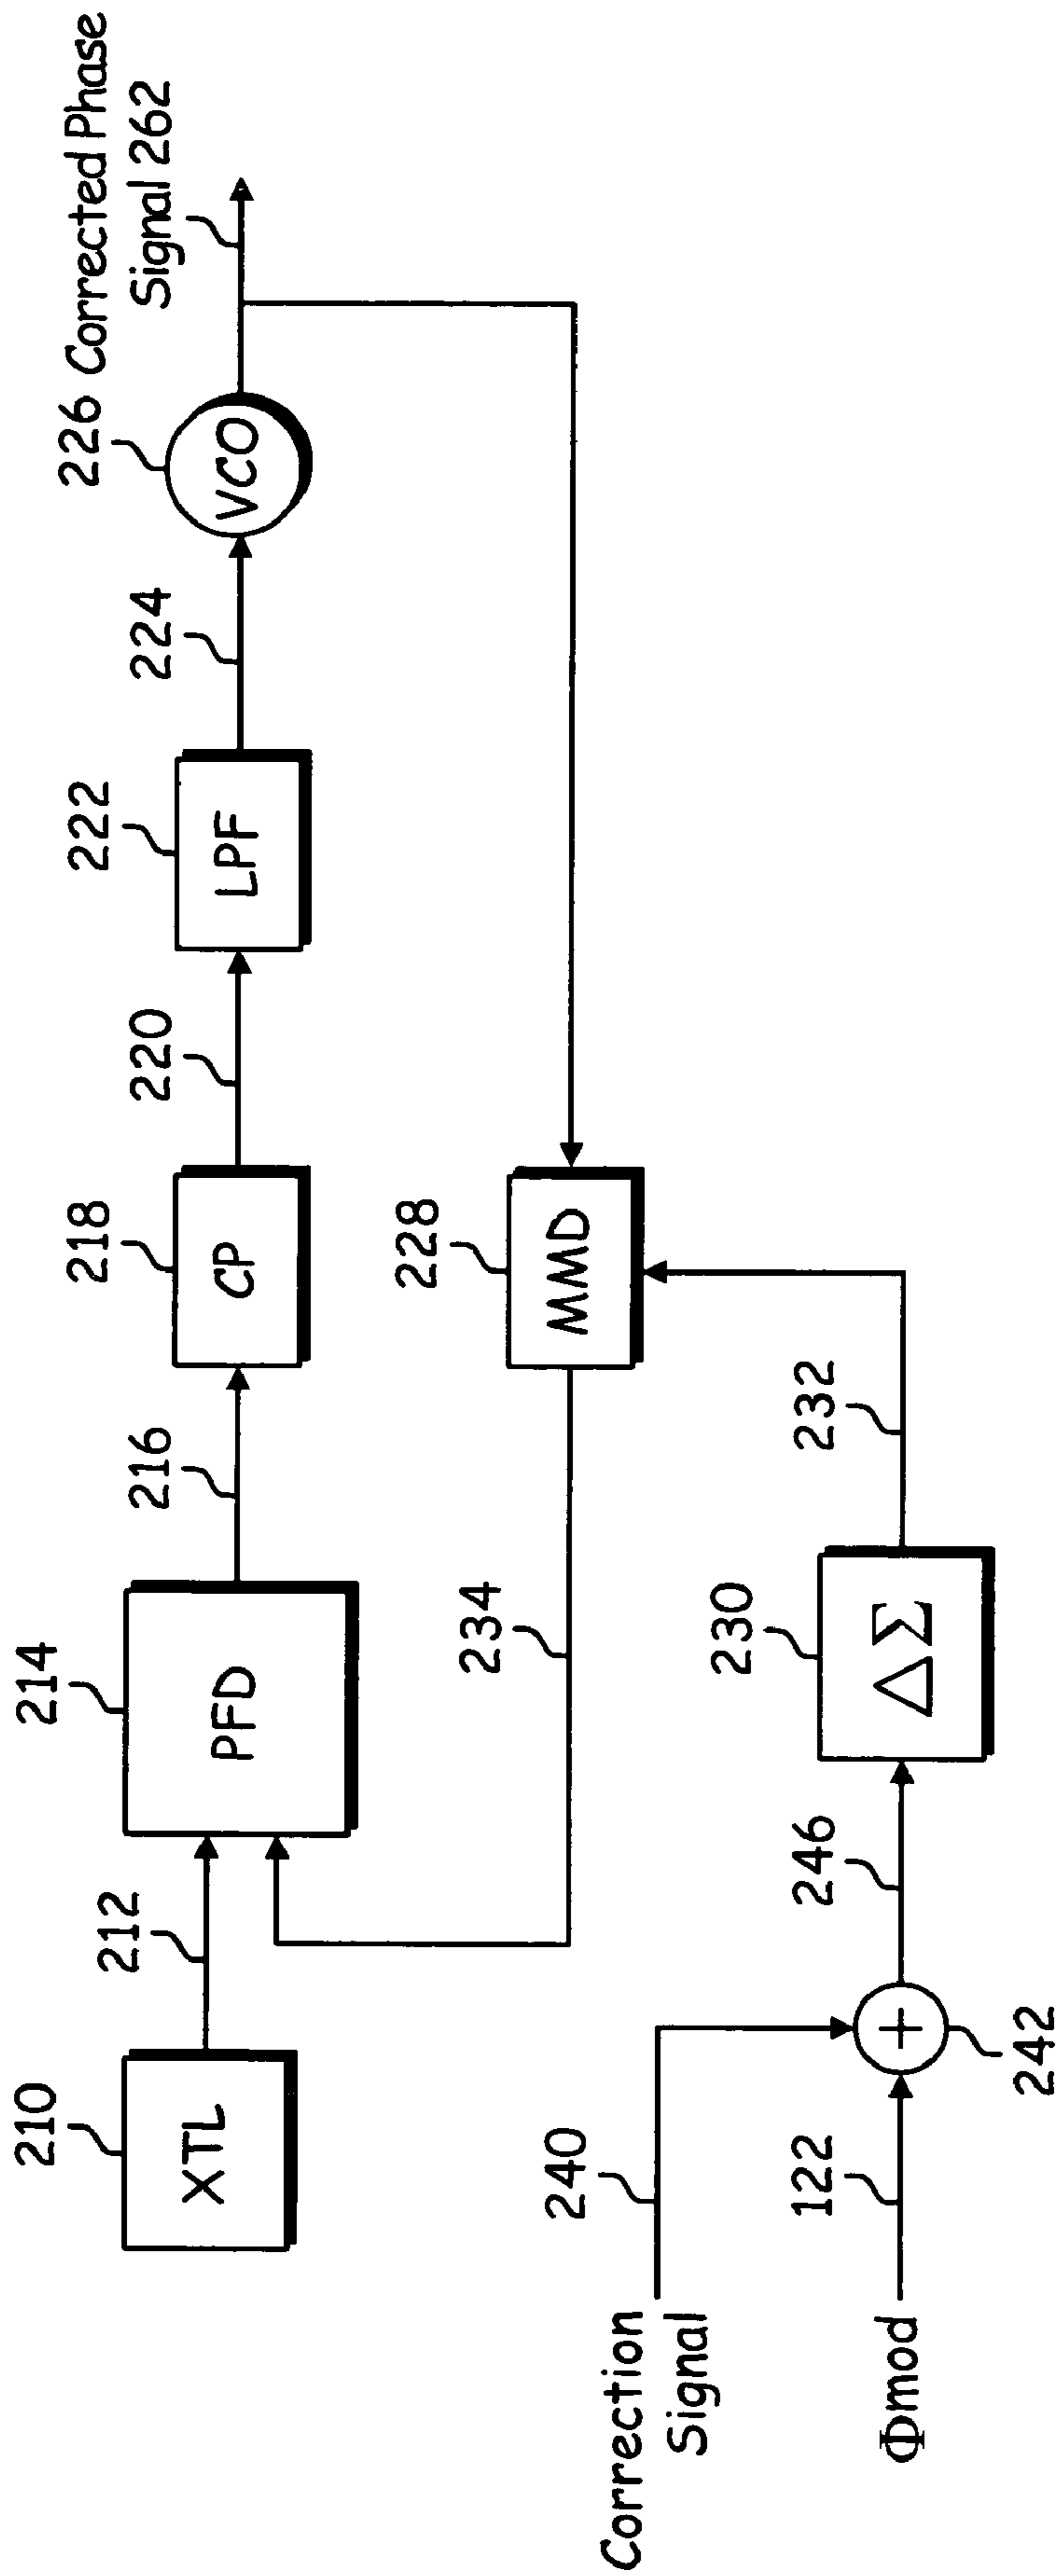 226 Corrected Phase
Signal 262
210
XTL
212
214
PFD
216
218
CP
220
222
LPF
224
VCO
234
228
MMD
Correction
Signal
240
Φmod
122
+
242
246
230
ΔΣ
232